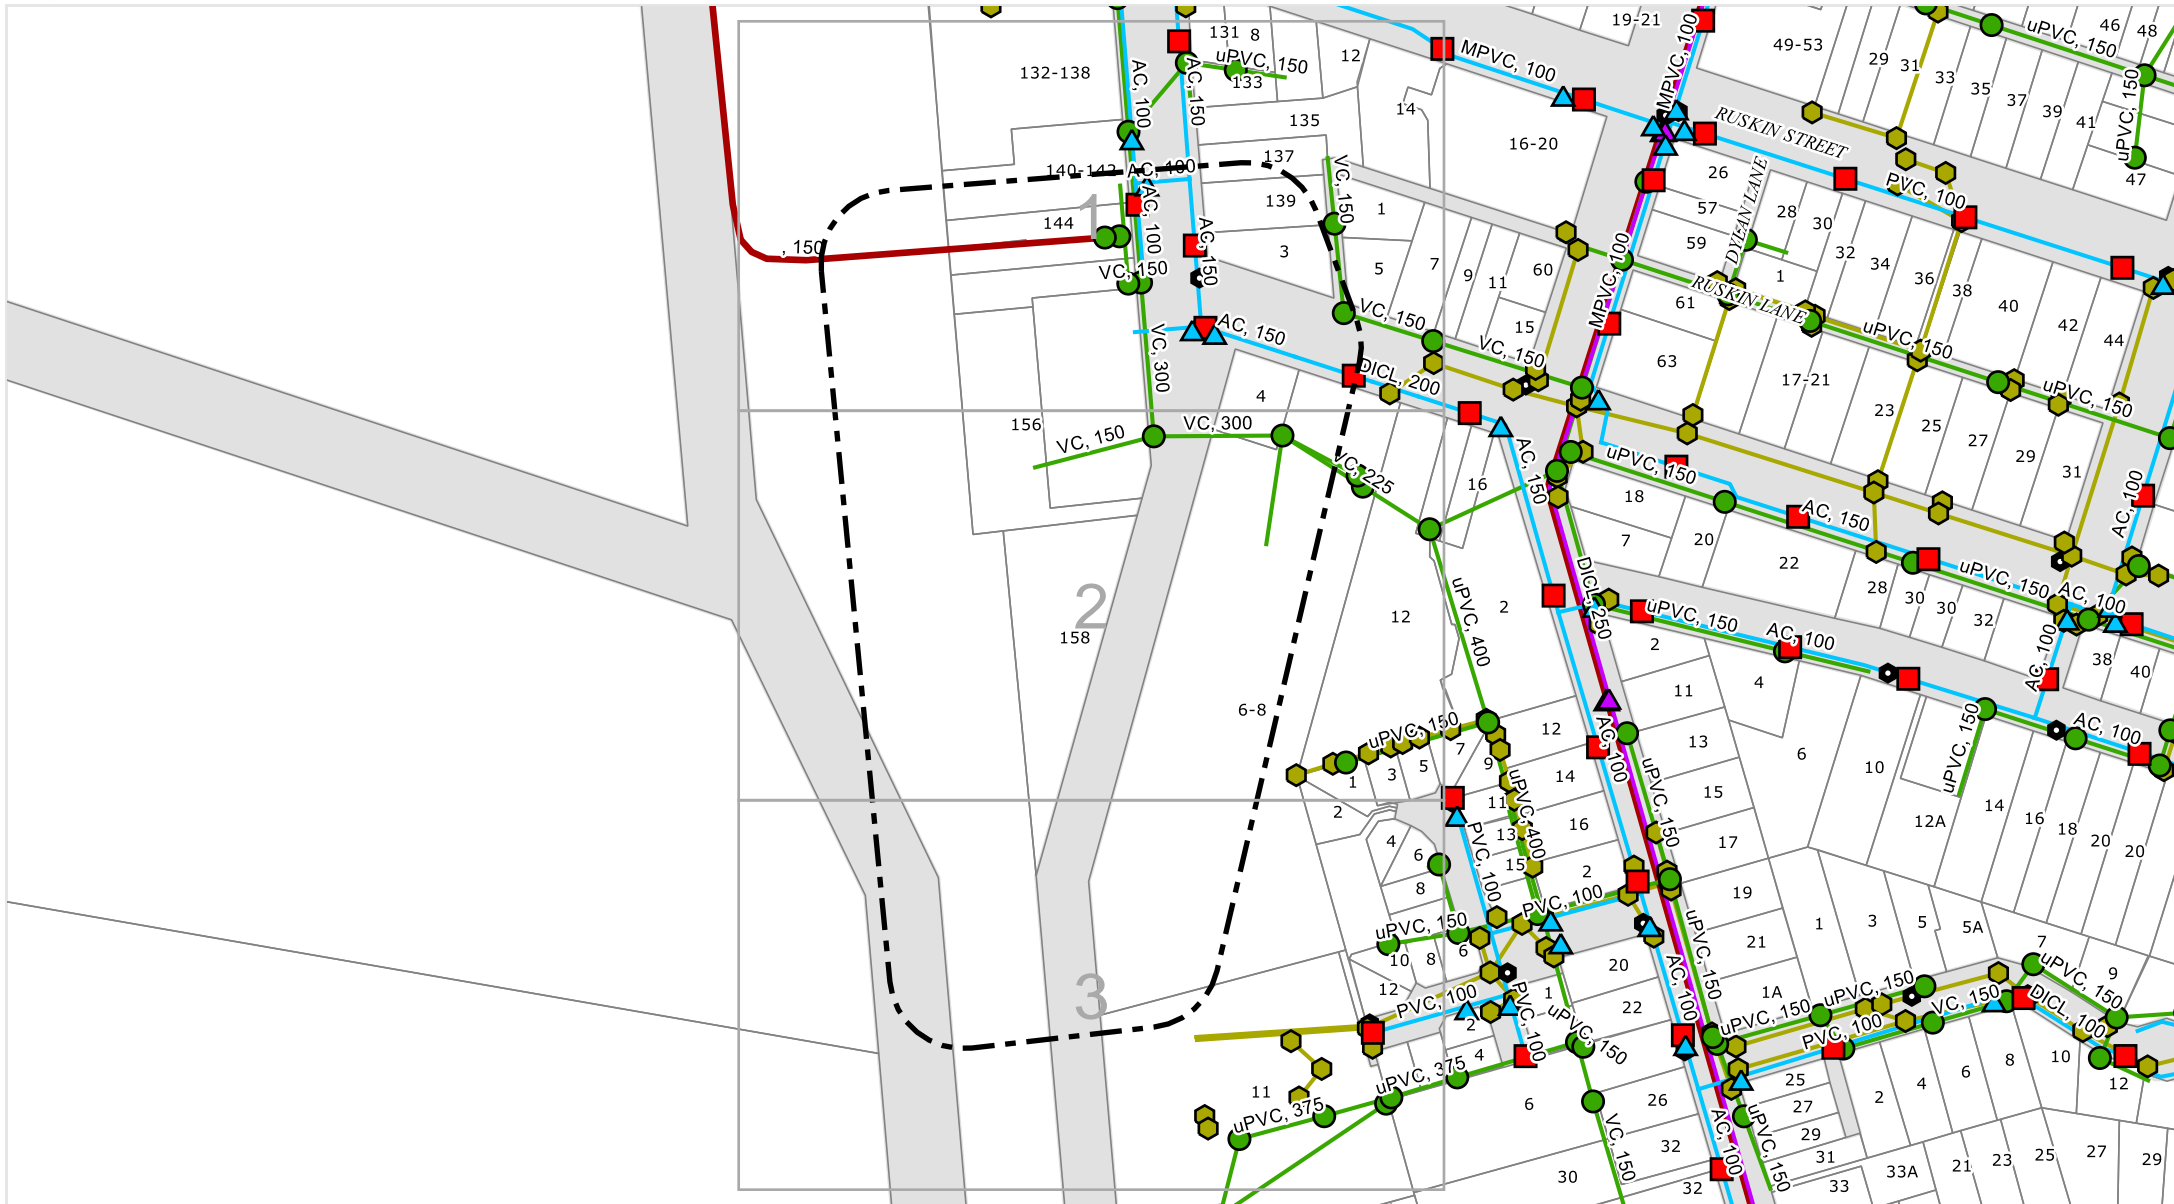 19-21
46
48
131
8
uPVC, 150
133
12
MPVC, 100
MPVC, 100
49-53
29
31
33
35
37
39
41
47
uPVC, 150
uPVC, 150
132-138
AC, 100
AC, 150
14
135
16-20
RUSKIN STREET
137
140-142
AC, 100
AC, 100
VC, 150
139
1
144
1
26
57
59
DYLEAN LANE
28
30
32
34
36
38
40
42
44
PVC, 100
, 150
AC, 150
VC, 150
3
5
7
9
11
60
15
MPVC, 100
61
1
RUSKIN LANE
uPVC, 150
63
17-21
VC, 300
AC, 150
VC, 150
VC, 150
DICL, 200
4
uPVC, 150
23
25
27
29
31
156
VC, 150
VC, 300
VC, 225
16
AC, 150
uPVC, 150
18
AC, 150
AC, 100
7
20
22
28
30
30
32
uPVC, 150
AC, 100
2
158
12
2
uPVC, 400
DICL, 250
uPVC, 150
AC, 100
2
4
11
AC, 100
38
40
6-8
12
AC, 100
13
6
10
uPVC, 150
AC, 100
uPVC, 150
7
1
3
5
9
14
uPVC, 150
15
12A
14
16
18
20
20
2
4
6
8
PVC, 100
11
13
15
uPVC, 400
16
17
2
PVC, 100
19
1
3
5
5A
7
9
uPVC, 150
10
8
6
12
20
21
uPVC, 150
AC, 100
3
PVC, 100
2
4
PVC, 100
1
uPVC, 150
22
1A
uPVC, 150
uPVC, 150
PVC, 100
VC, 150
DICL, 100
uPVC, 150
11
uPVC, 375
uPVC, 375
6
26
25
27
29
31
33
2
4
6
8
10
12
30
32
32
VC, 150
AC, 100
uPVC, 150
33A
21
23
25
27
29